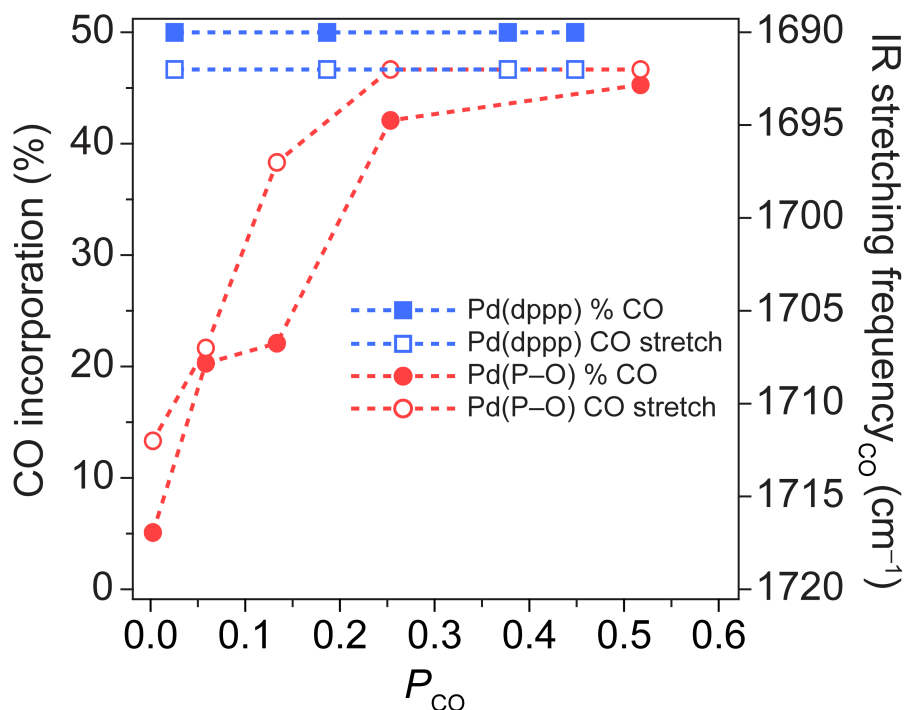 CO incorporation (%)
50
40
30
20
10
0
0.0 0.1 0.2 0.3 0.4 0.5 0.6
P_CO
1690
1695
1700
1705
1710
1715
1720
IR stretching frequency_CO (cm⁻¹)
Pd(dppp) % CO
Pd(dppp) CO stretch
Pd(P–O) % CO
Pd(P–O) CO stretch